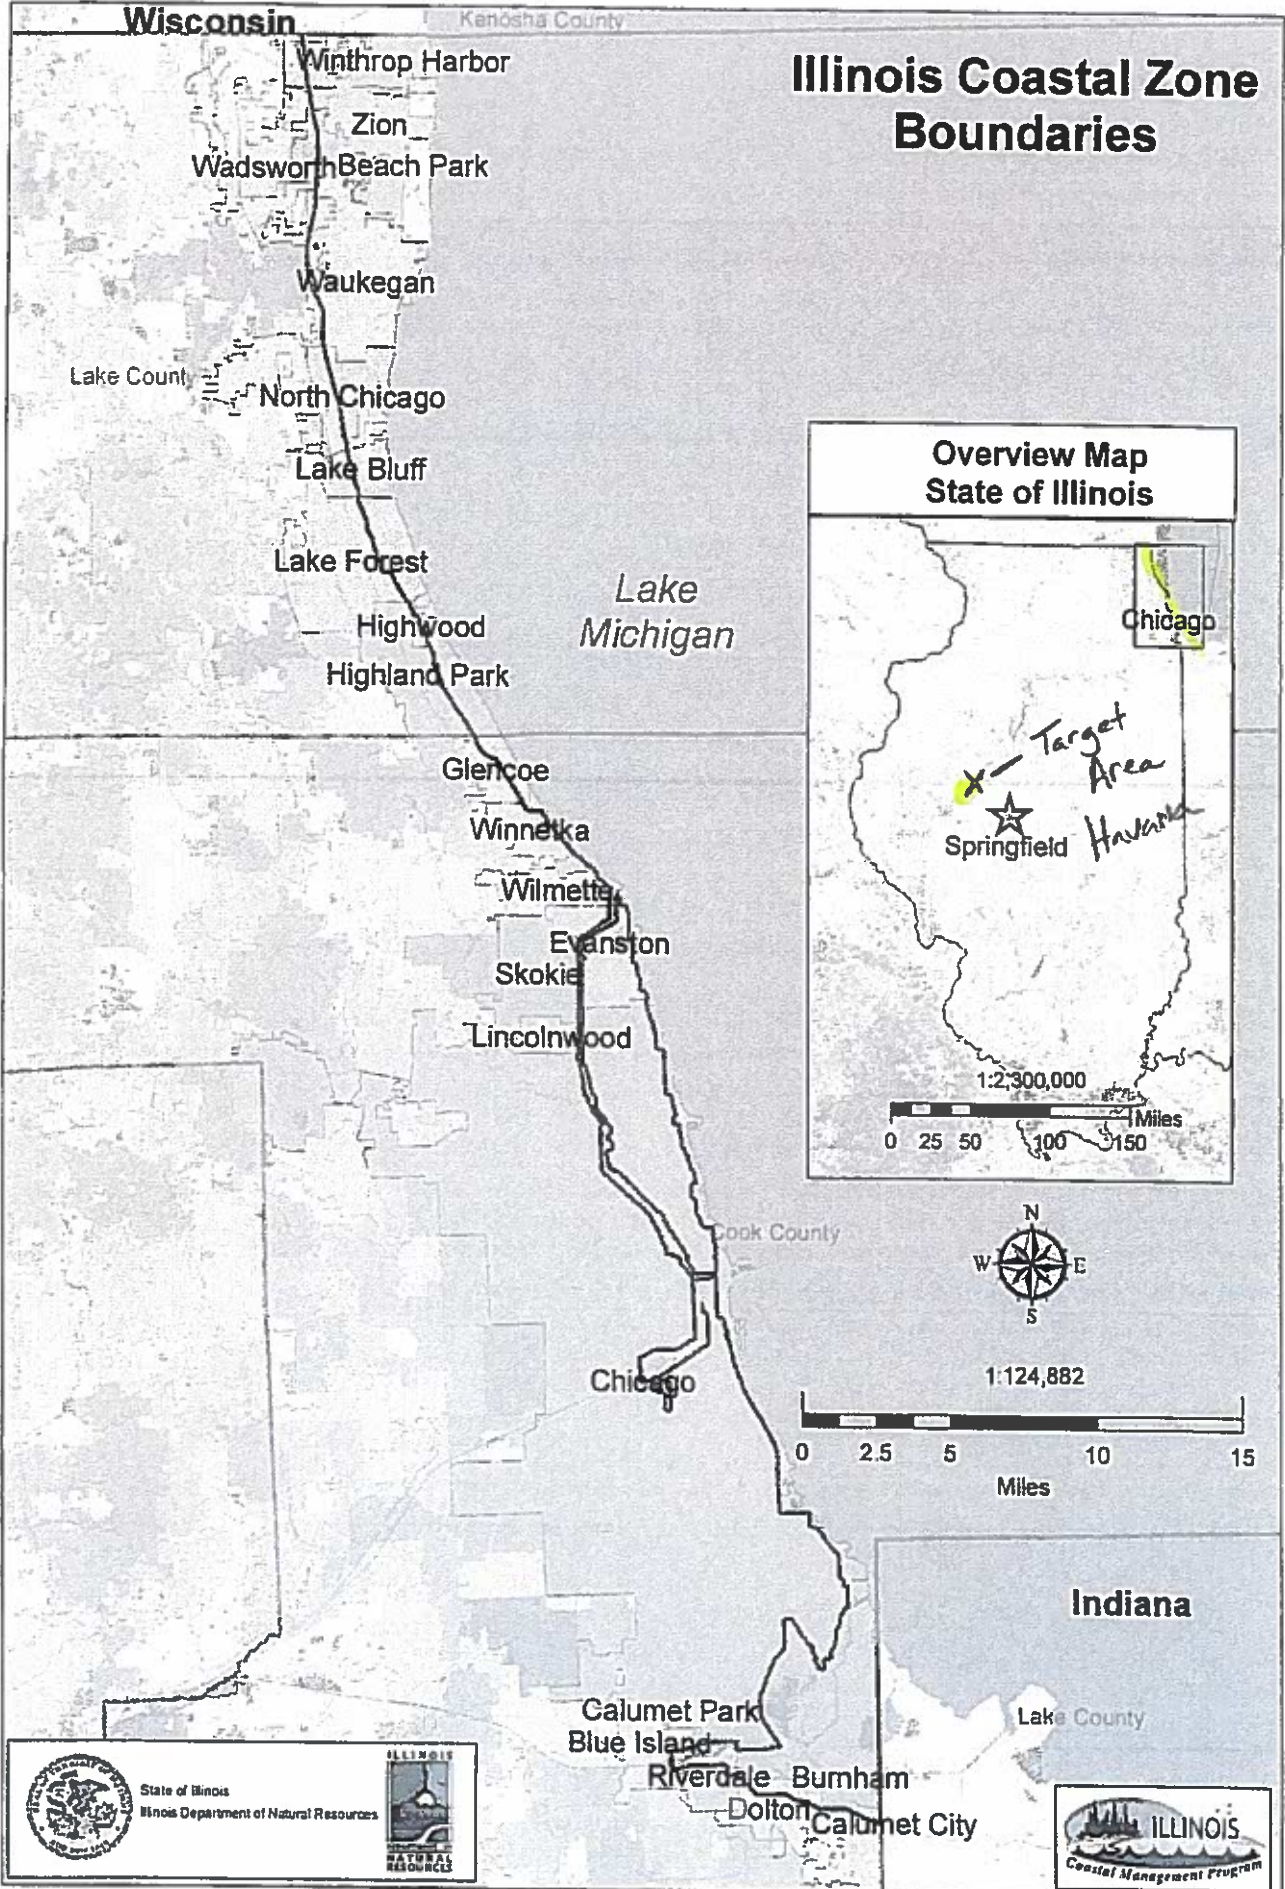 Wisconsin
Kenosha County
Illinois Coastal Zone
Boundaries
Winthrop Harbor
Zion
Wadsworth
Beach Park
Waukegan
Lake Count
North Chicago
Lake Bluff
Lake Forest
Highwood
Highland Park
Lake
Michigan
Glencoe
Winnetka
Wilmette
Evanston
Skokie
Lincolnwood
Overview Map
State of Illinois
Chicago
Target
Area
Havana
Springfield
1:2,300,000
Miles
0 25 50 100 150
Cook County
N
W E
S
Chicago
1:124,882
0 2.5 5 10 15
Miles
Indiana
Calumet Park
Blue Island
Lake County
Riverdale Burnham
Dolton
Calumet City
State of Illinois
Illinois Department of Natural Resources
ILLINOIS
NATURAL
RESOURCES
ILLINOIS
Coastal Management Program